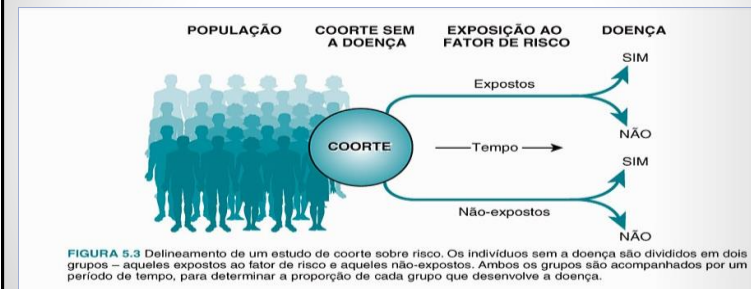 POPULAÇÃO
COORTE SEM
A DOENÇA
EXPOSIÇÃO AO
FATOR DE RISCO
DOENÇA
SIM
Expostos
NÃO
COORTE
Tempo
SIM
Não-expostos
NÃO
FIGURA 5.3 Delineamento de um estudo de coorte sobre risco. Os indivíduos sem a doença são divididos em dois
grupos – aqueles expostos ao fator de risco e aqueles não-expostos. Ambos os grupos são acompanhados por um
período de tempo, para determinar a proporção de cada grupo que desenvolve a doença.